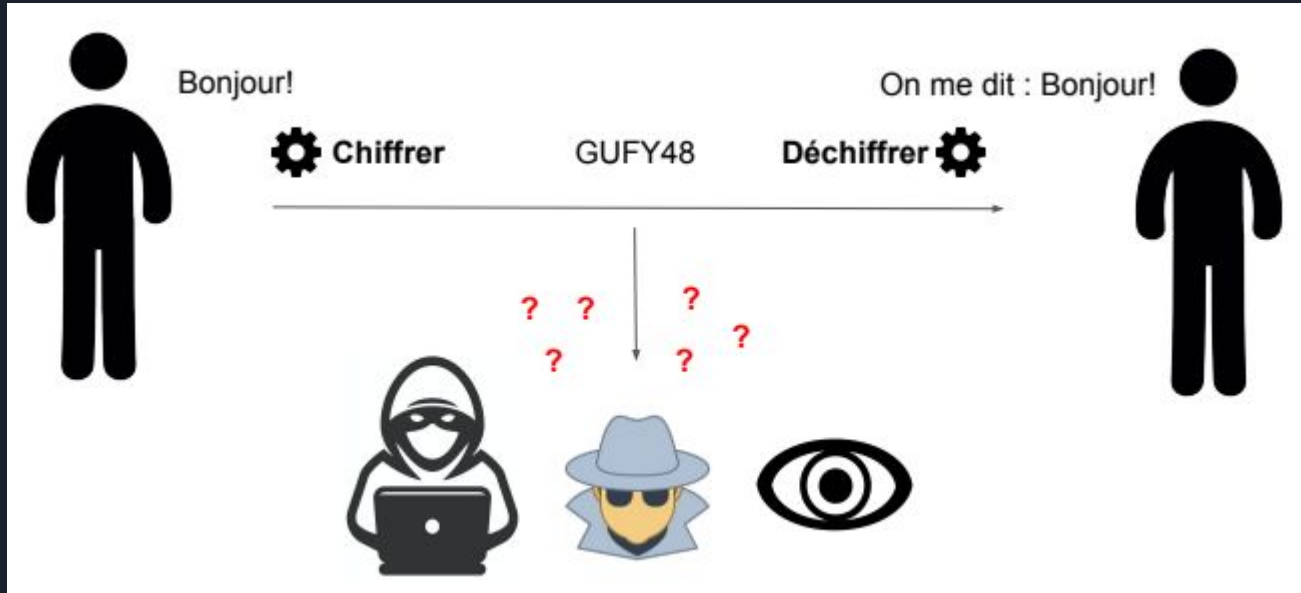 Bonjour!
On me dit : Bonjour!
Chiffrer GUFY48 Déchiffrer
? ? ?
?
? ?